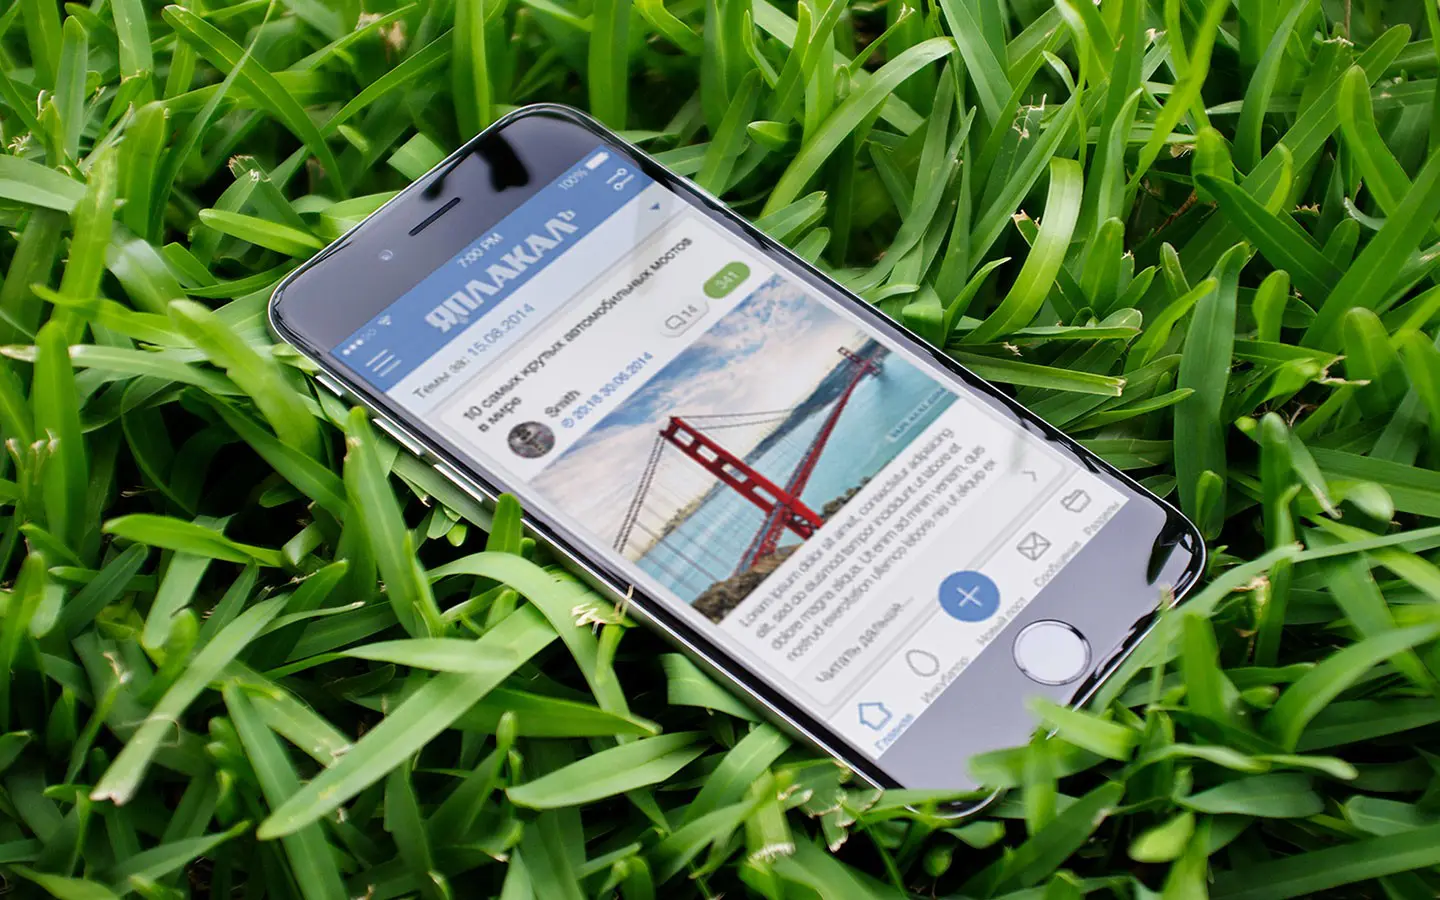 7:00 PM
100%
ЯПЛАКАЛЪ
Темы за: 15.08.2014
10 самых крутых автомобильных мостов
в мире
Smith
20:18 30.06.2014
14
341
Lorem ipsum dolor sit amet, consectetur adipisicing
elit, sed do eiusmod tempor incididunt ut labore et
dolore magna aliqua. Ut enim ad minim veniam, quis
nostrud exercitation ullamco laboris nisi ut aliquip ex
Читать дальше...
Главная
Инкубатор
Новый пост
Сообщения
Разделы